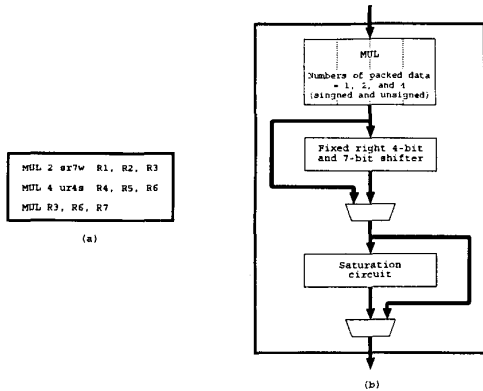 MUL 2 sr7w R1, R2, R3
MUL 4 ur4s R4, R5, R6
MUL R3, R6, R7
(a)
MUL
Numbers of packed data
= 1, 2, and 4
(singned and unsigned)
Fixed right 4-bit
and 7-bit shifter
Saturation
circuit
(b)